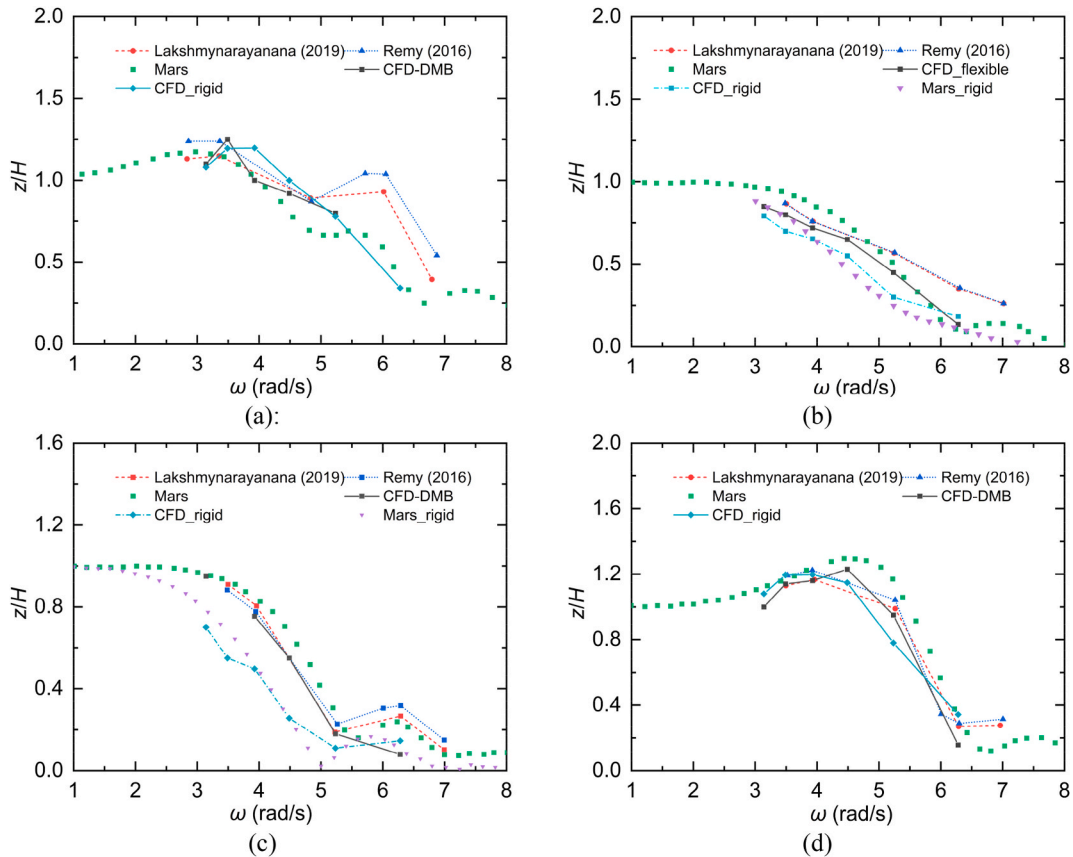 2.0
1.5
1.0
0.5
0.0
z/H
Lakshmynarayanana (2019) Remy (2016)
Mars CFD-DMB
CFD_rigid
1 2 3 4 5 6 7 8
ω (rad/s)
(a):
2.0
1.5
1.0
0.5
0.0
z/H
Lakshmynarayanana (2019) Remy (2016)
Mars CFD_flexible
CFD_rigid Mars_rigid
1 2 3 4 5 6 7 8
ω (rad/s)
(b)
1.6
1.2
0.8
0.4
0.0
z/H
Lakshmynarayanana (2019) Remy (2016)
Mars CFD-DMB
CFD_rigid Mars_rigid
1 2 3 4 5 6 7 8
ω (rad/s)
(c)
2.0
1.6
1.2
0.8
0.4
0.0
z/H
Lakshmynarayanana (2019) Remy (2016)
Mars CFD-DMB
CFD_rigid
1 2 3 4 5 6 7 8
ω (rad/s)
(d)